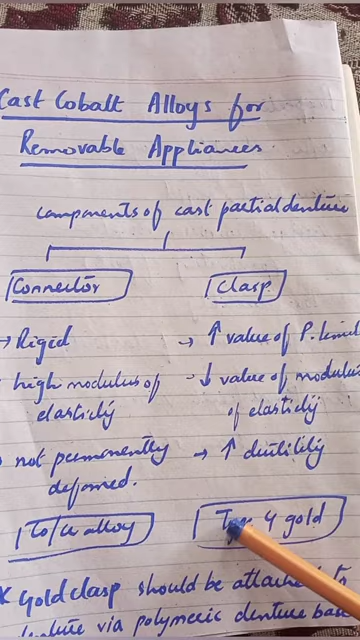 Cast Cobalt Alloys for
Removable Appliances
components of cast partial denture
Connector
Clasp
→ Rigid
→ ↑ value of P. limit
high modulus of
elasticity
→ ↓ value of modulus
of elasticity
not permanently
deformed.
→ ↑ ductility
Co/Cr alloy
4 gold
* gold clasp should be attached to
denture via polymeric denture base